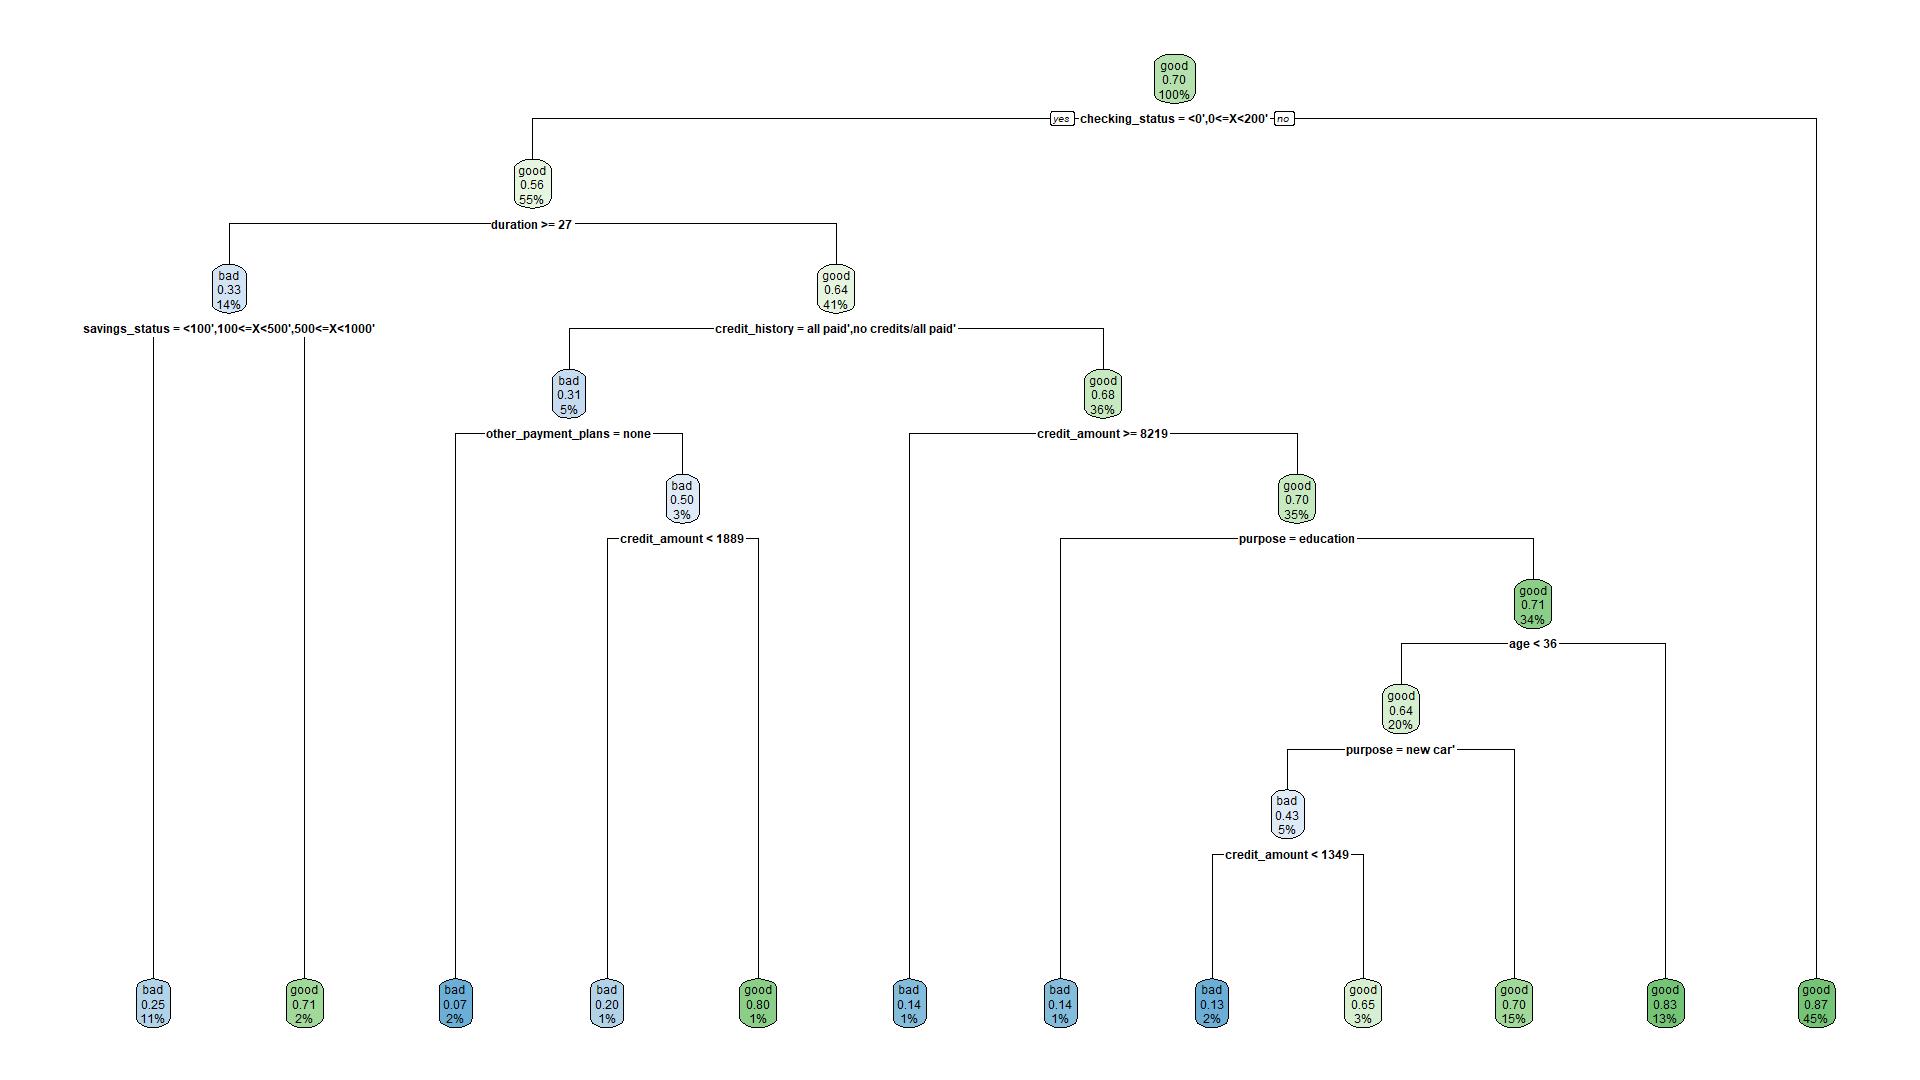 good
0.70
100%
yes checking_status = <0',0<=X<200' no
good
0.56
55%
duration >= 27
bad
0.33
14%
good
0.64
41%
savings_status = <100',100<=X<500',500<=X<1000'
credit_history = all paid',no credits/all paid'
bad
0.31
5%
good
0.68
36%
other_payment_plans = none
credit_amount >= 8219
bad
0.50
3%
good
0.70
35%
credit_amount < 1889
purpose = education
good
0.71
34%
age < 36
good
0.64
20%
purpose = new car'
bad
0.43
5%
credit_amount < 1349
bad
0.25
11%
good
0.71
2%
bad
0.07
2%
bad
0.20
1%
good
0.80
1%
bad
0.14
1%
bad
0.14
1%
bad
0.13
2%
good
0.65
3%
good
0.70
15%
good
0.83
13%
good
0.87
45%